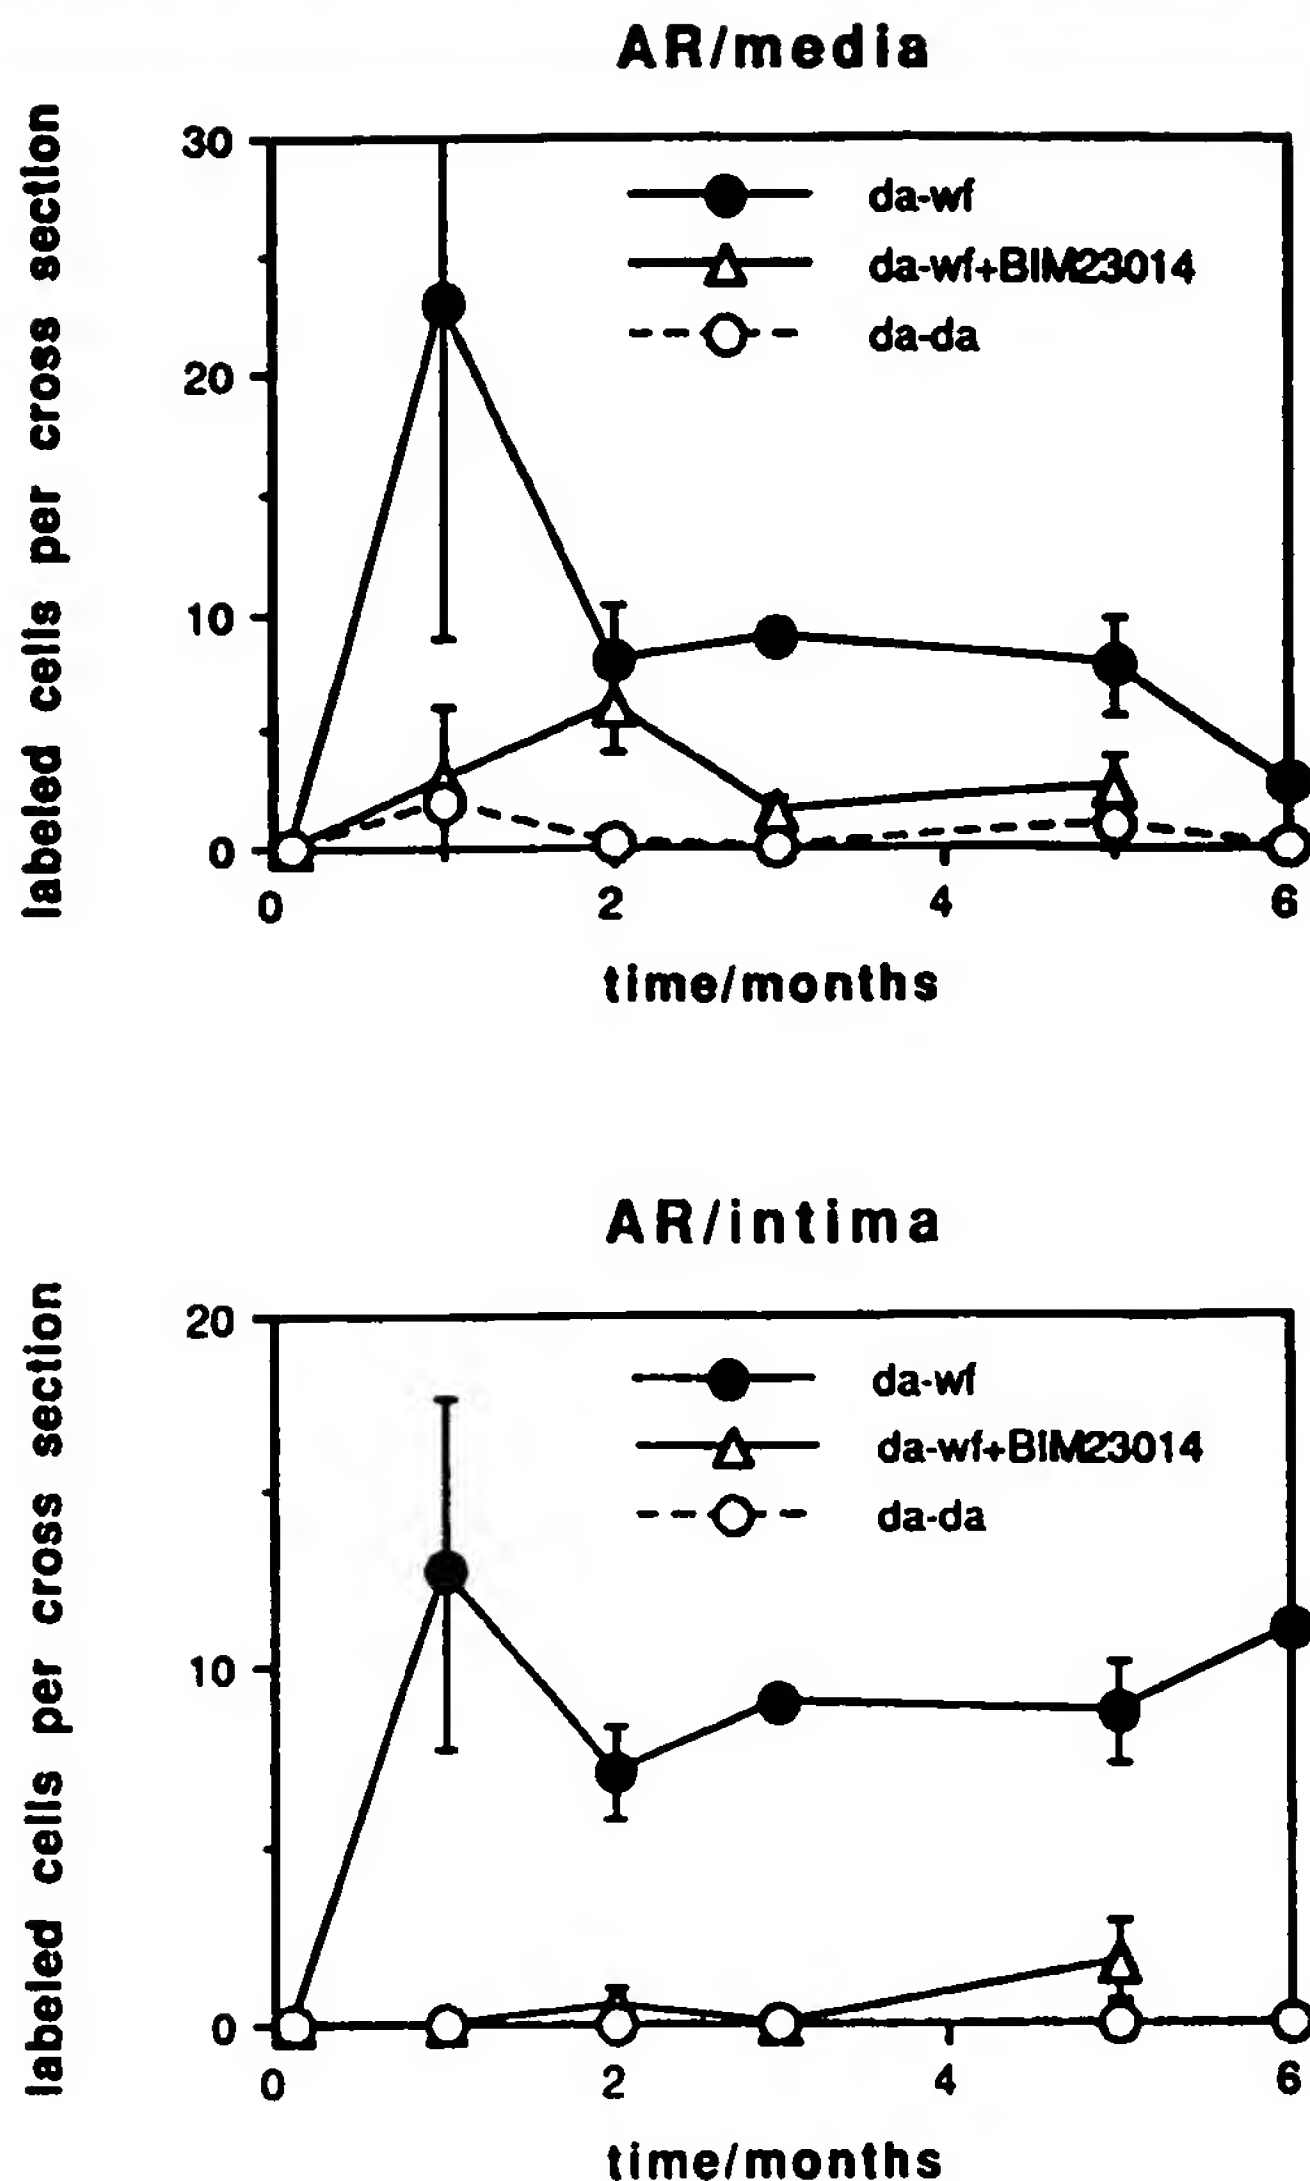 AR/media
labeled cells per cross section
30
20
10
0
da-wf
da-wf+BIM23014
da-da
0 2 4 6
time/months
AR/intima
labeled cells per cross section
20
10
0
da-wf
da-wf+BIM23014
da-da
0 2 4 6
time/months